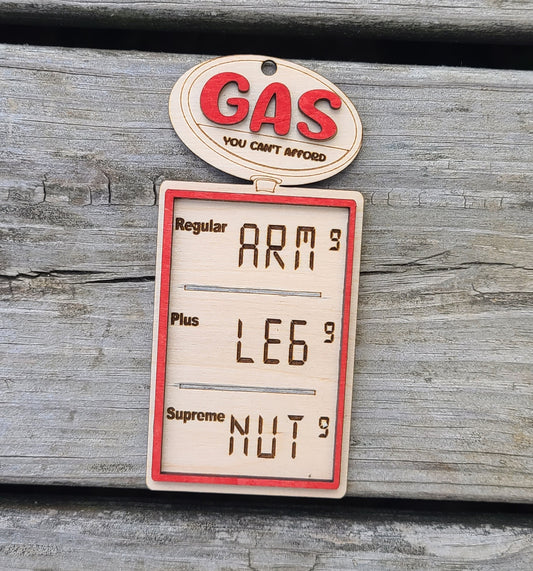 GAS
YOU CAN'T AFFORD
Regular ARM 9
Plus LEG 9
Supreme NUT 9